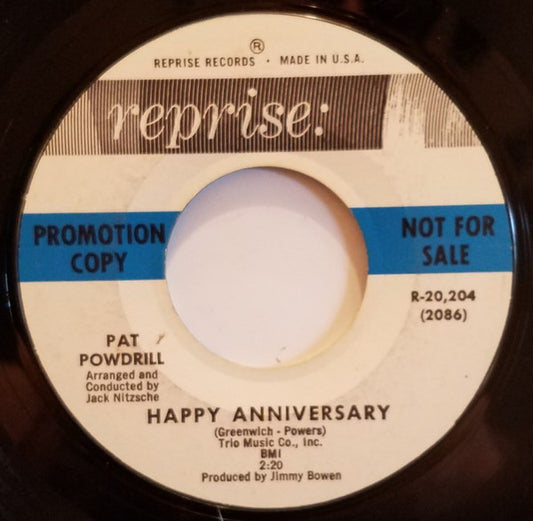 ®
REPRISE RECORDS • MADE IN U.S.A.
reprise:
PROMOTION
COPY
NOT FOR
SALE
R-20,204
(2086)
PAT
POWDRILL
Arranged and
Conducted by
Jack Nitzsche
HAPPY ANNIVERSARY
(Greenwich - Powers)
Trio Music Co., Inc.
BMI
2:20
Produced by Jimmy Bowen